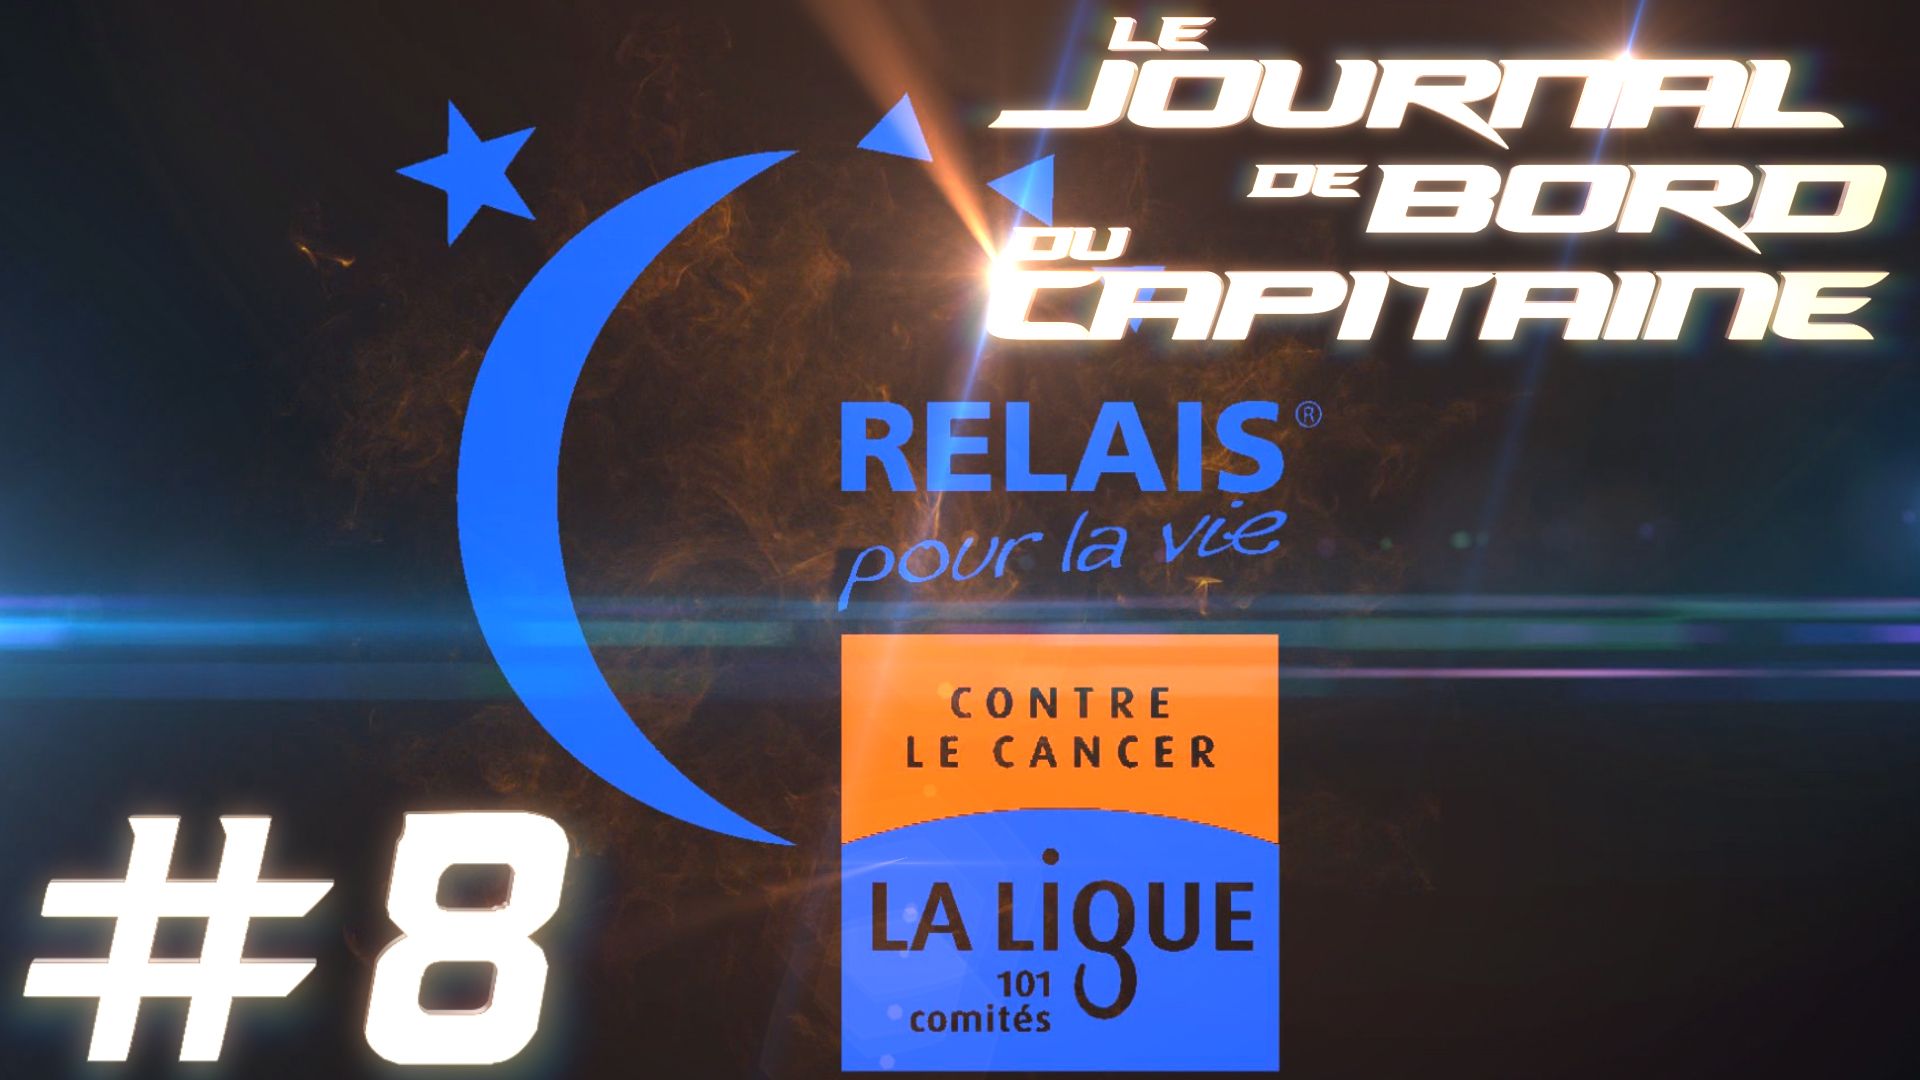 LE
JOURNAL
DE BORD
DU
CAPITAINE
RELAIS®
pour la vie
CONTRE
LE CANCER
LA LIGUE
101
comités
#8